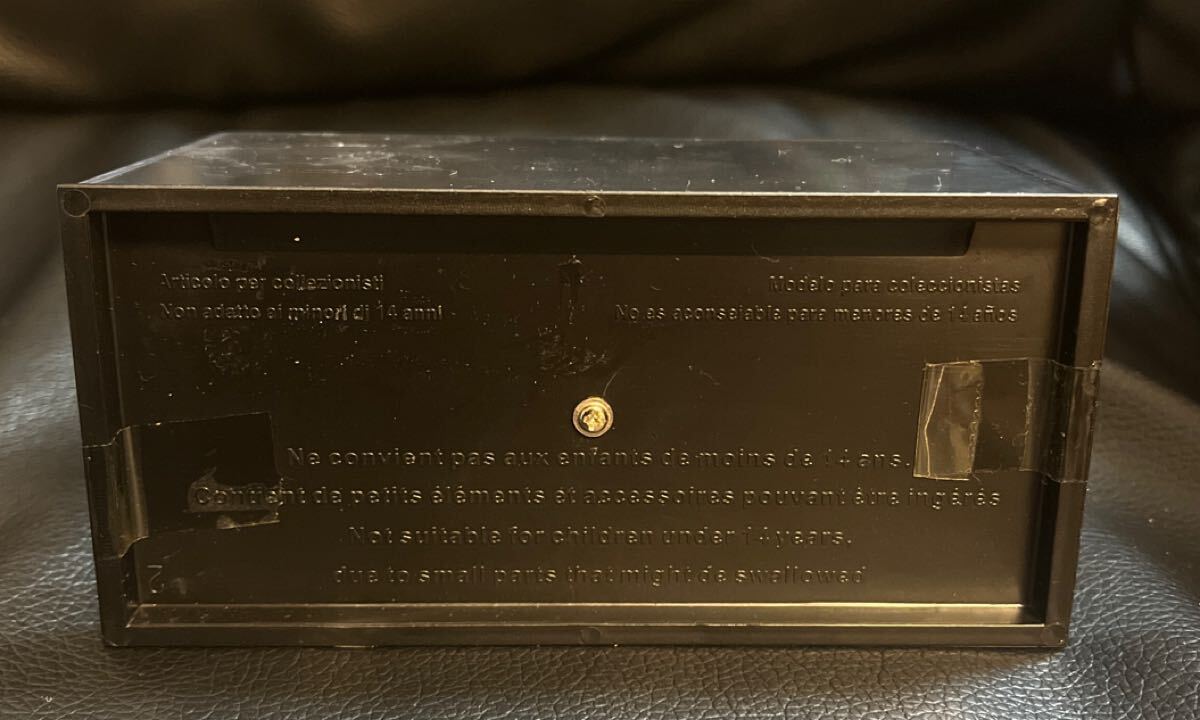 Articolo per collezionisti
Non adatto ai minori di 14 anni
Modelo para coleccionistas
No es aconsejable para menores de 14 años
Ne convient pas aux enfants de moins de 14 ans.
Contient de petits éléments et accessoires pouvant être ingérés
Not suitable for children under 14 years,
due to small parts that might de swallowed
2